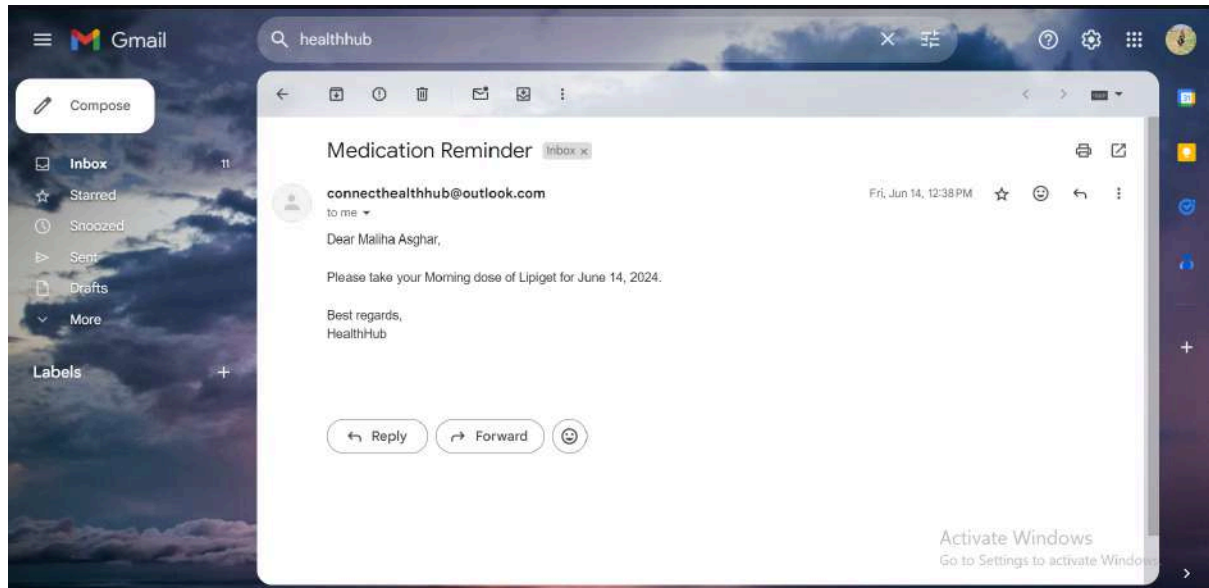 Gmail
healthhub
Compose
Inbox 11
Starred
Snoozed
Sent
Drafts
More
Labels
Medication Reminder Inbox x
connecthealthhub@outlook.com Fri, Jun 14, 12:38 PM
to me
Dear Maliha Asghar,
Please take your Morning dose of Lipiget for June 14, 2024.
Best regards,
HealthHub
Reply Forward
Activate Windows
Go to Settings to activate Windows